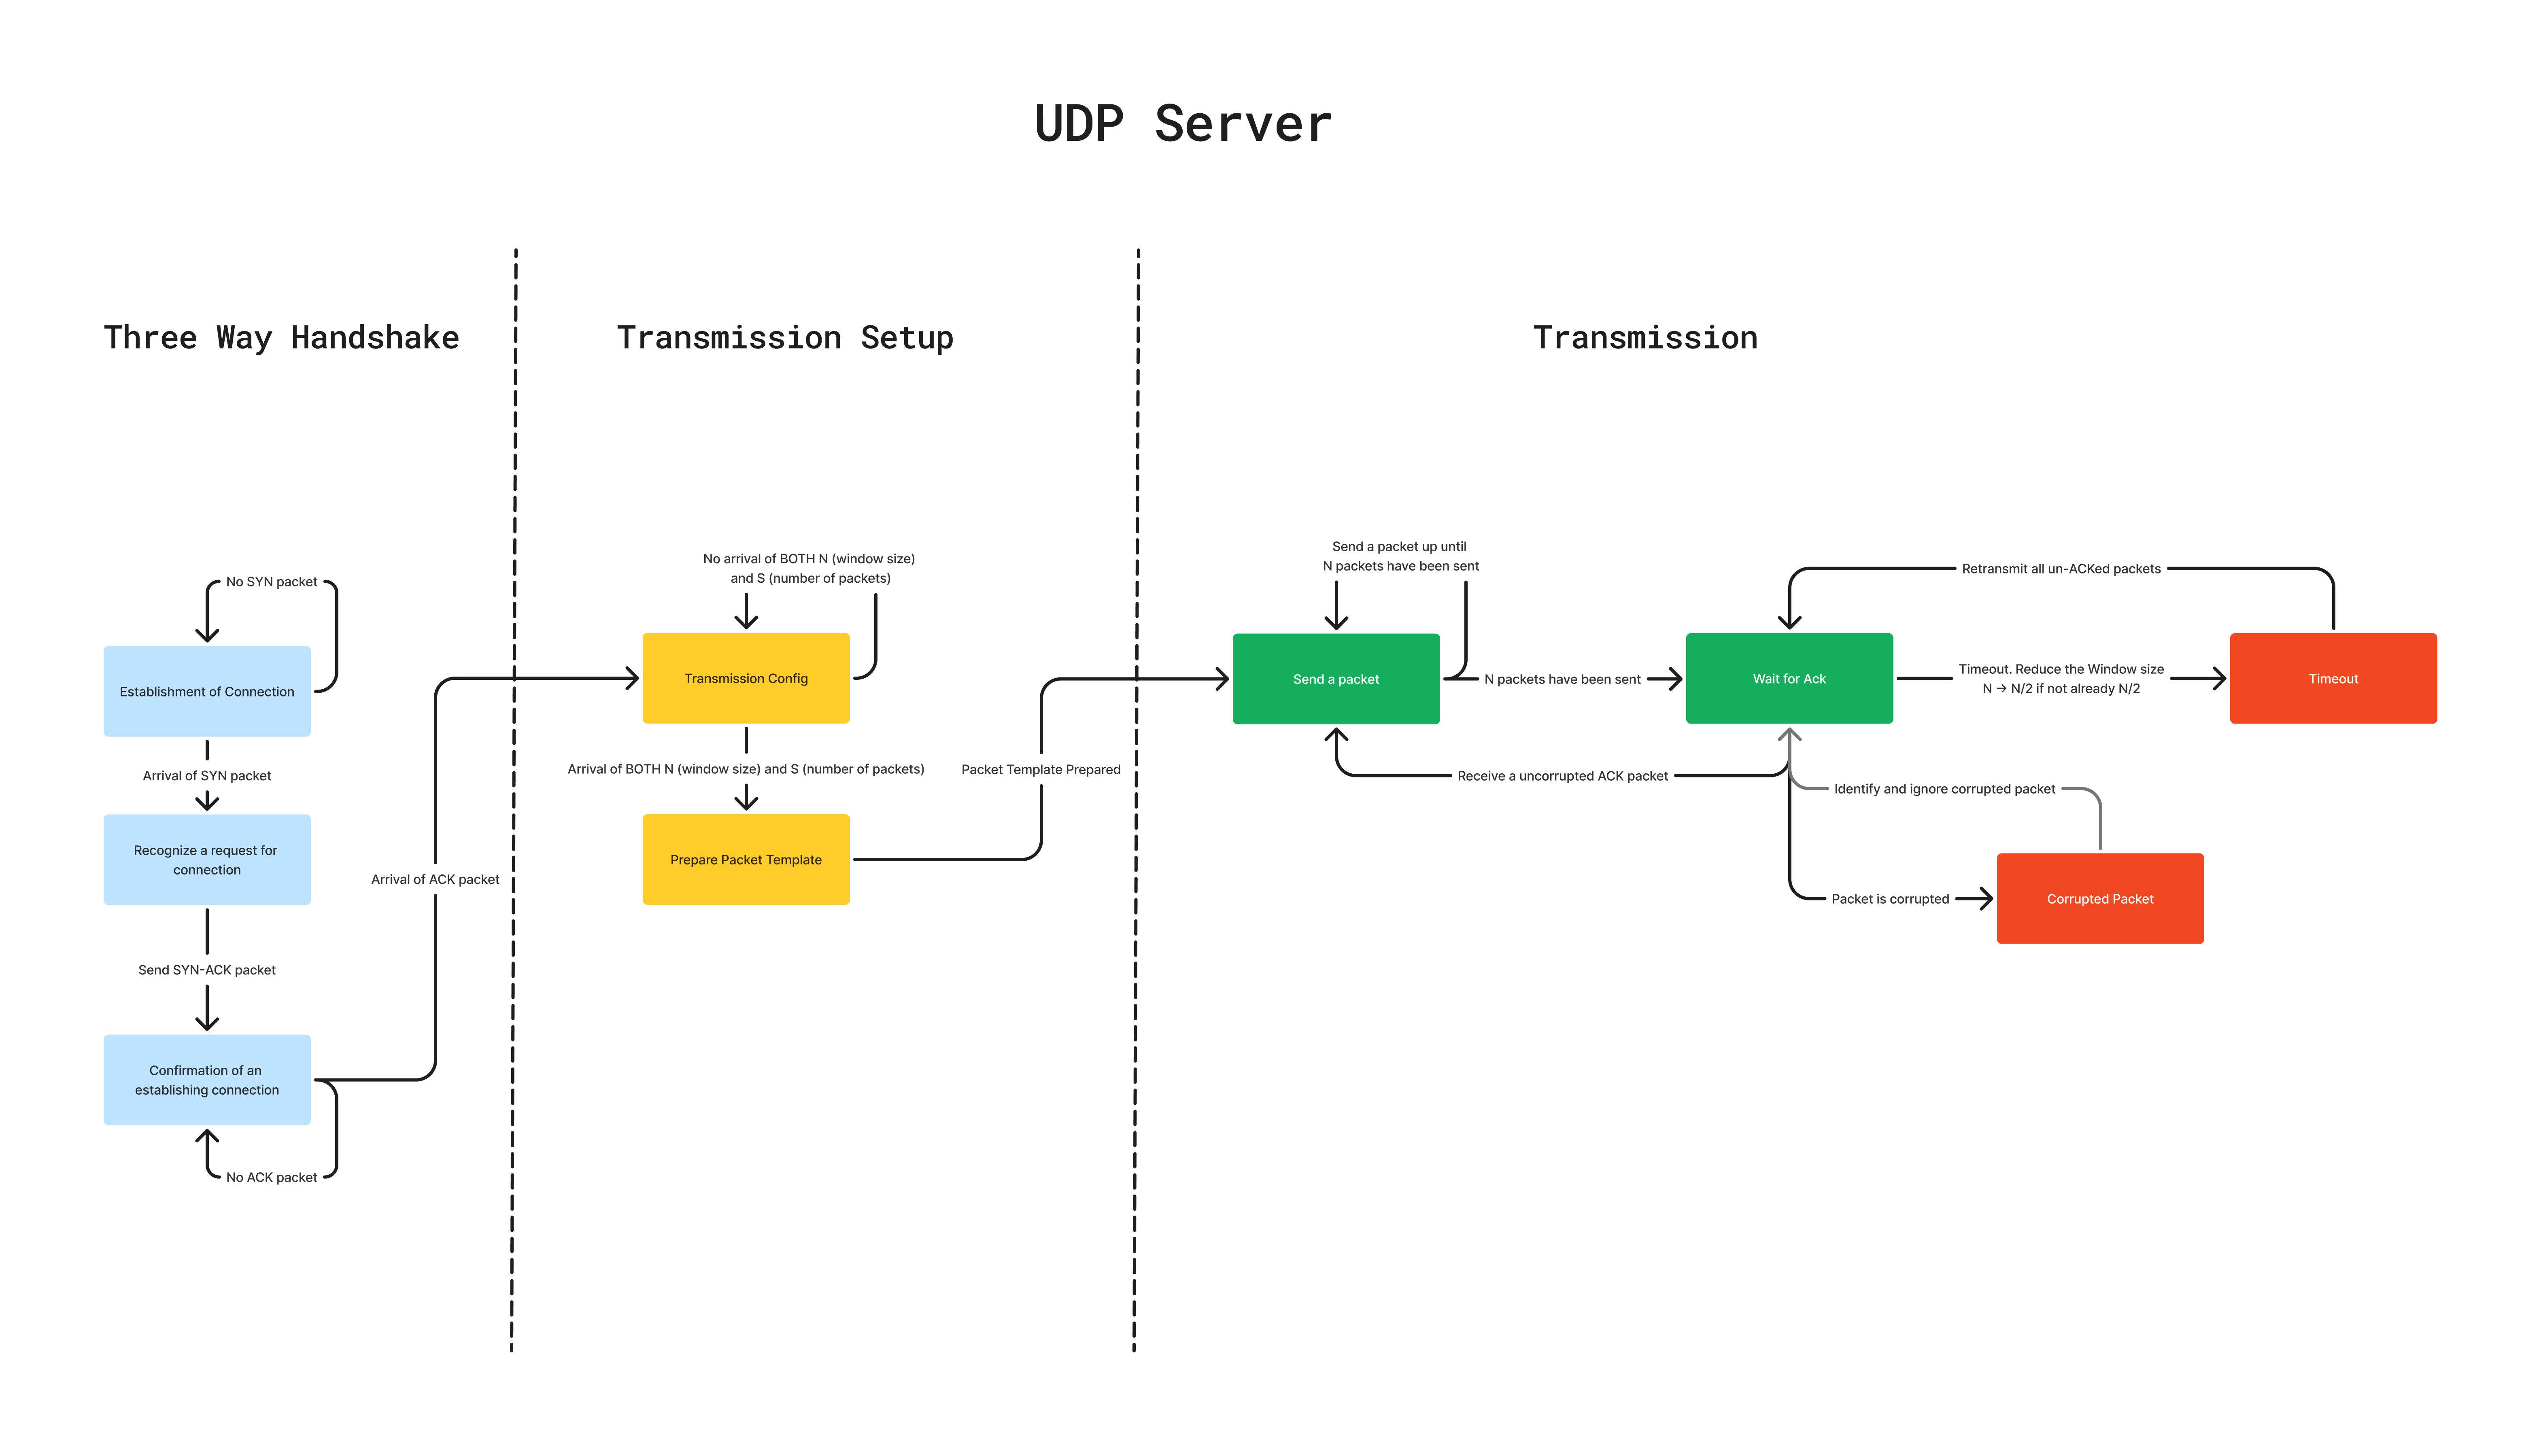 UDP Server
Three Way Handshake
No SYN packet
Establishment of Connection
Arrival of SYN packet
Recognize a request for
connection
Send SYN-ACK packet
Confirmation of an
establishing connection
No ACK packet
Arrival of ACK packet
Transmission Setup
No arrival of BOTH N (window size)
and S (number of packets)
Transmission Config
Arrival of BOTH N (window size) and S (number of packets)
Prepare Packet Template
Packet Template Prepared
Transmission
Send a packet up until
N packets have been sent
Send a packet
N packets have been sent
Wait for Ack
Receive a uncorrupted ACK packet
Retransmit all un-ACKed packets
Timeout. Reduce the Window size
N → N/2 if not already N/2
Timeout
Identify and ignore corrupted packet
Packet is corrupted
Corrupted Packet